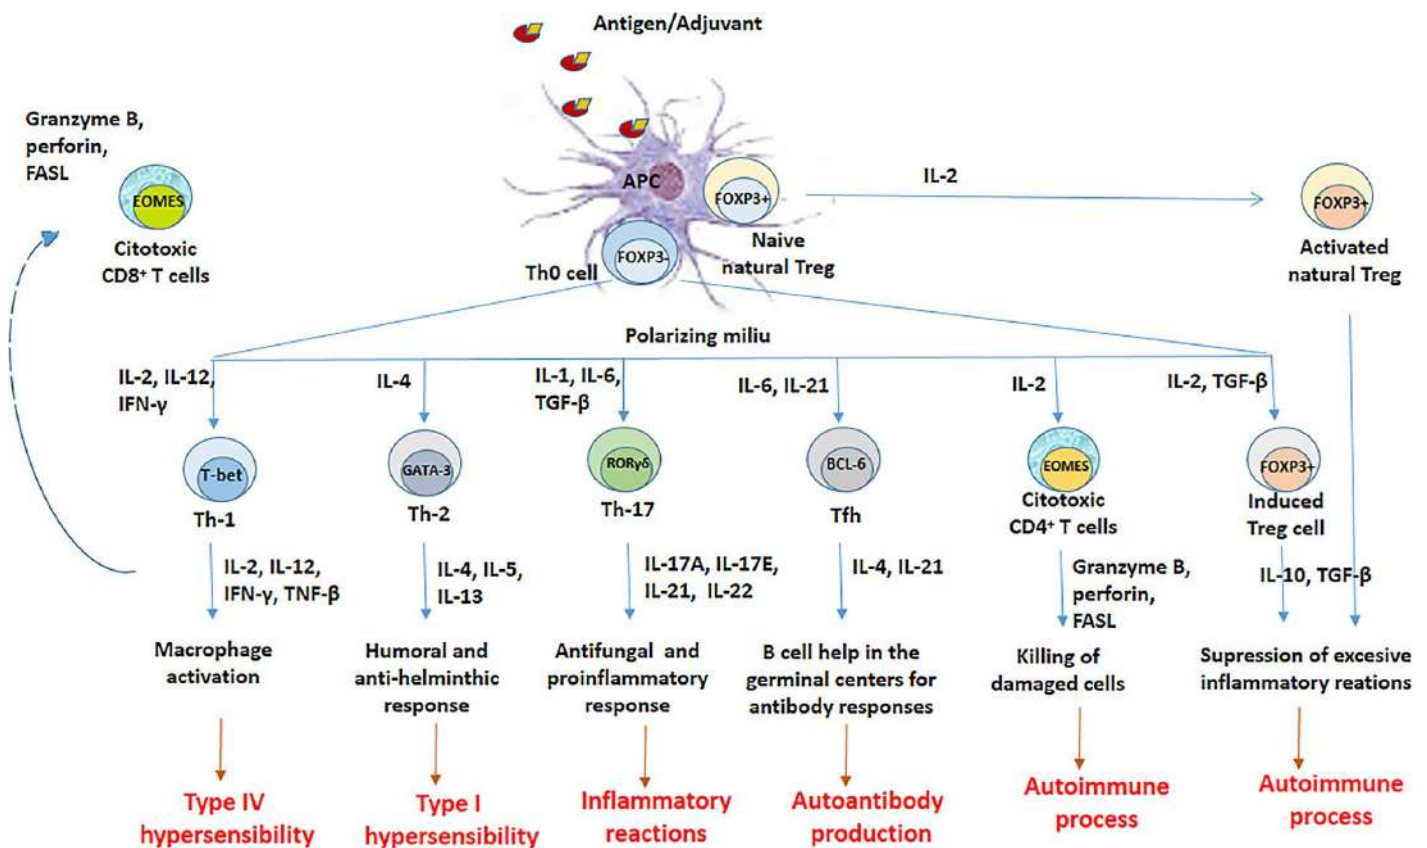 Antigen/Adjuvant
Granzyme B,
perforin,
FASL
EOMES
Citotoxic
CD8⁺ T cells
APC
FOXP3+
Naive
natural Treg
Th0 cell
FOXP3-
IL-2
FOXP3+
Activated
natural Treg
Polarizing miliu
IL-2, IL-12,
IFN-γ
IL-4
IL-1, IL-6,
TGF-β
IL-6, IL-21
IL-2
IL-2, TGF-β
T-bet
Th-1
GATA-3
Th-2
RORγδ
Th-17
BCL-6
Tfh
EOMES
Citotoxic
CD4⁺ T cells
FOXP3+
Induced
Treg cell
IL-2, IL-12,
IFN-γ, TNF-β
IL-4, IL-5,
IL-13
IL-17A, IL-17E,
IL-21, IL-22
IL-4, IL-21
Granzyme B,
perforin,
FASL
IL-10, TGF-β
Macrophage
activation
Humoral and
anti-helminthic
response
Antifungal and
proinflammatory
response
B cell help in the
germinal centers for
antibody responses
Killing of
damaged cells
Supression of excesive
inflammatory reations
Type IV
hypersensibility
Type I
hypersensibility
Inflammatory
reactions
Autoantibody
production
Autoimmune
process
Autoimmune
process